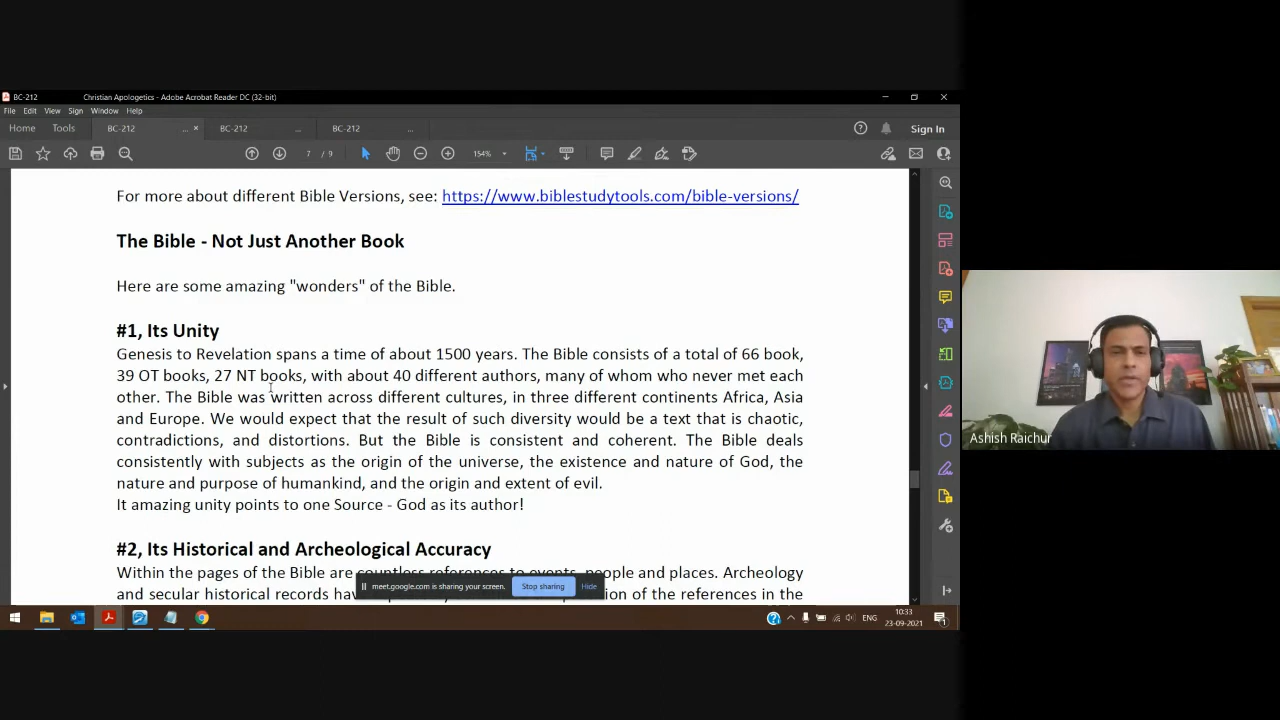 BC-212 Christian Apologetics - Adobe Acrobat Reader DC (32-bit)
File Edit View Sign Window Help
Home Tools BC-212 ... × BC-212 ... BC-212 ... Sign In
7 / 9 154%
For more about different Bible Versions, see: https://www.biblestudytools.com/bible-versions/
The Bible - Not Just Another Book
Here are some amazing "wonders" of the Bible.
#1, Its Unity
Genesis to Revelation spans a time of about 1500 years. The Bible consists of a total of 66 book,
39 OT books, 27 NT books, with about 40 different authors, many of whom who never met each
other. The Bible was written across different cultures, in three different continents Africa, Asia
and Europe. We would expect that the result of such diversity would be a text that is chaotic,
contradictions, and distortions. But the Bible is consistent and coherent. The Bible deals
consistently with subjects as the origin of the universe, the existence and nature of God, the
nature and purpose of humankind, and the origin and extent of evil.
It amazing unity points to one Source - God as its author!
#2, Its Historical and Archeological Accuracy
Within the pages of the Bible are countless references to events, people and places. Archeology
and secular historical records of the references in the
meet.google.com is sharing your screen. Stop sharing Hide
Ashish Raichur
ENG
10:33
23-09-2021